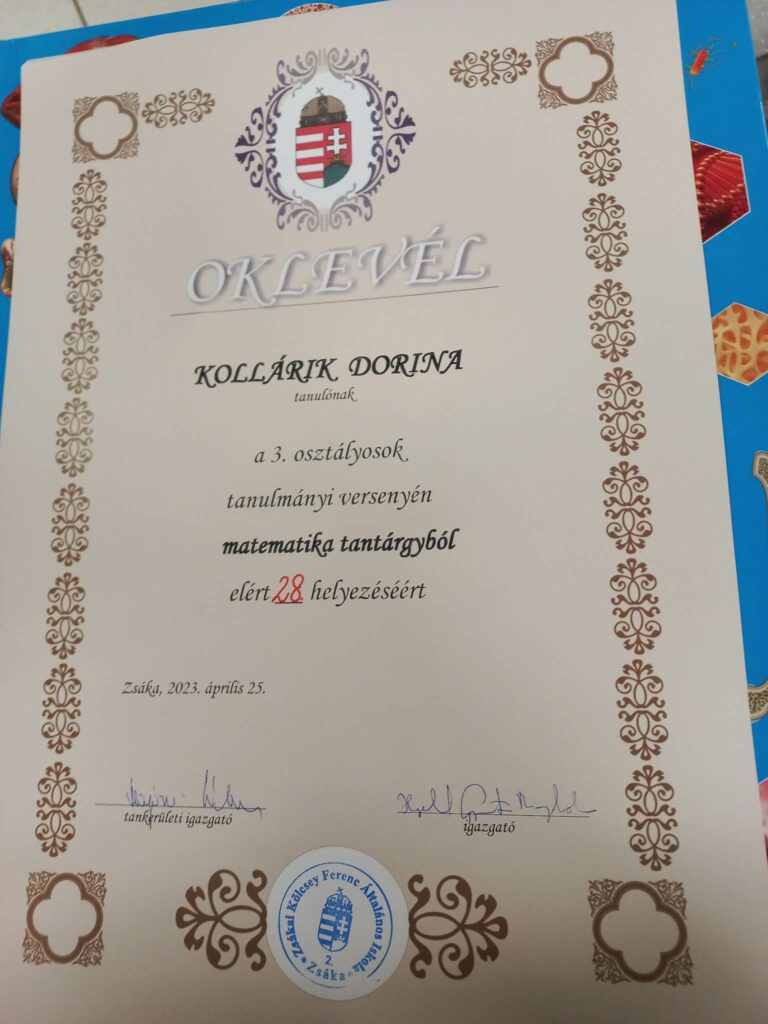 OKLEVÉL
KOLLÁRIK DORINA
tanulónak
a 3. osztályosok
tanulmányi versenyén
matematika tantárgyból
elért 28. helyezéséért
Zsáka, 2023. április 25.
tankerületi igazgató
igazgató
Zsákai Kölcsey Ferenc Általános Iskola
2.
Zsáka